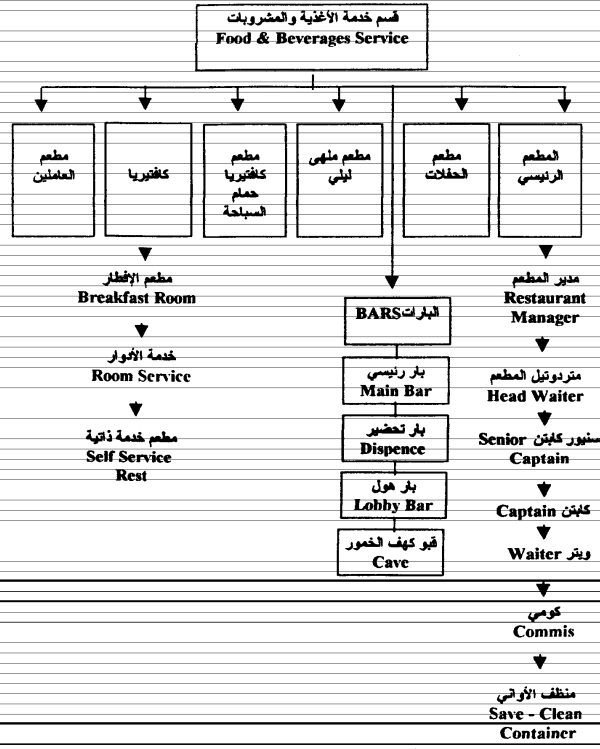 قسم خدمة الأغذية والمشروبات
Food & Beverages Service
المطعم
الرئيسي
مطعم
الحفلات
مطعم ملهى
ليلي
مطعم
كافتيريا
حمام
السباحة
كافتيريا
مطعم
العاملين
مدير المطعم
Restaurant
Manager
متردوتيل المطعم
Head Waiter
سنيور كابتن Senior
Captain
كابتن Captain
ويتر Waiter
كومي
Commis
منظف الأواني
Save - Clean
Container
البارات BARS
بار رئيسي
Main Bar
بار تحضير
Dispence
بار هول
Lobby Bar
قبو كهف الخمور
Cave
مطعم الإفطار
Breakfast Room
خدمة الأدوار
Room Service
مطعم خدمة ذاتية
Self Service
Rest